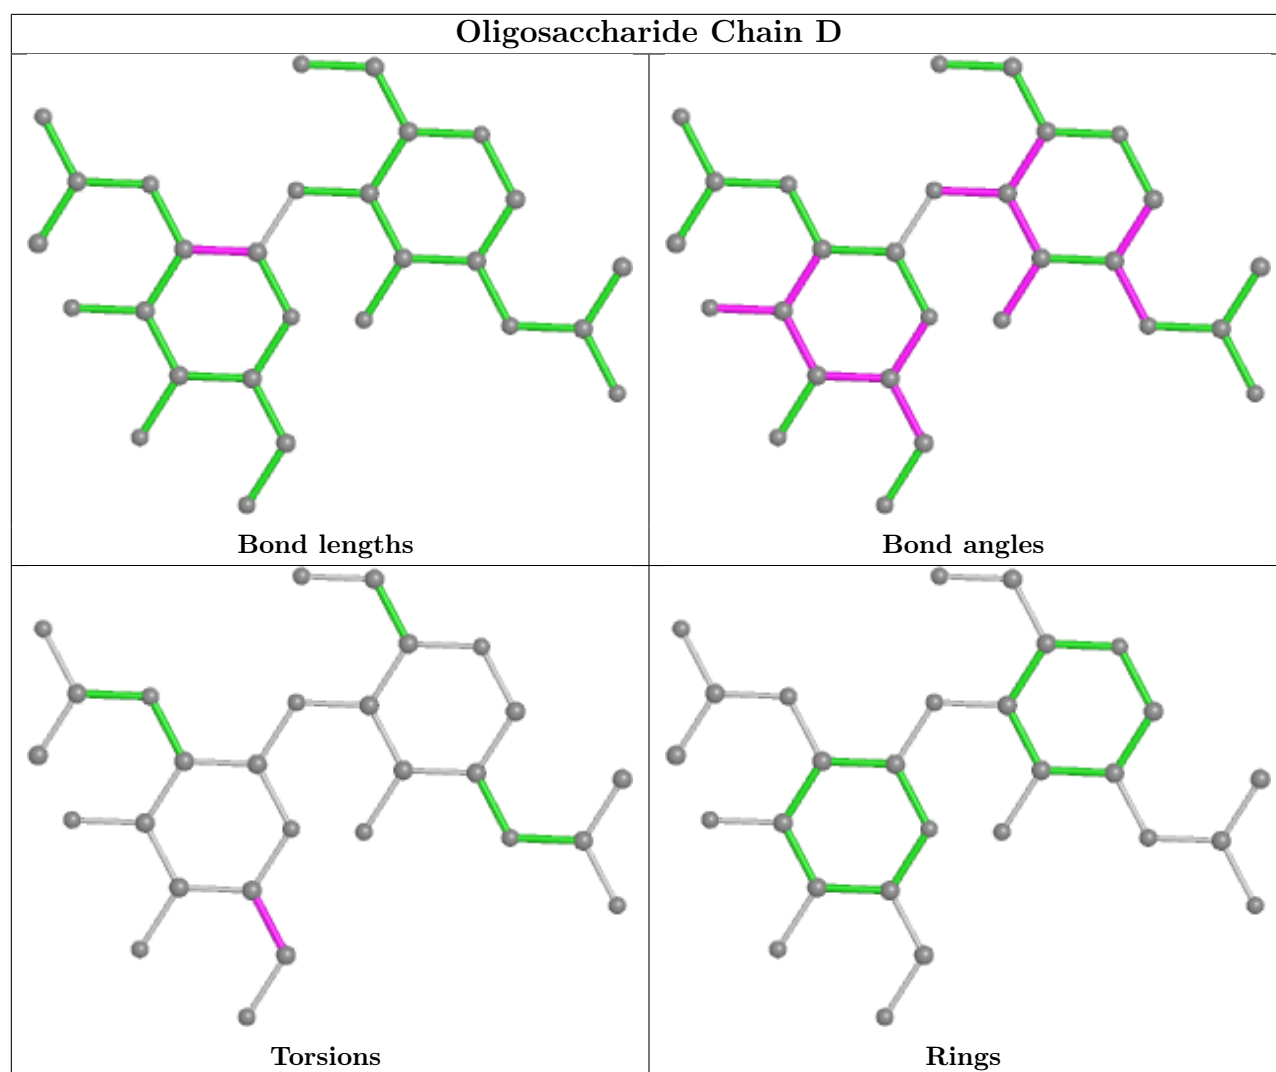 Oligosaccharide Chain D
Bond lengths
Bond angles
Torsions
Rings